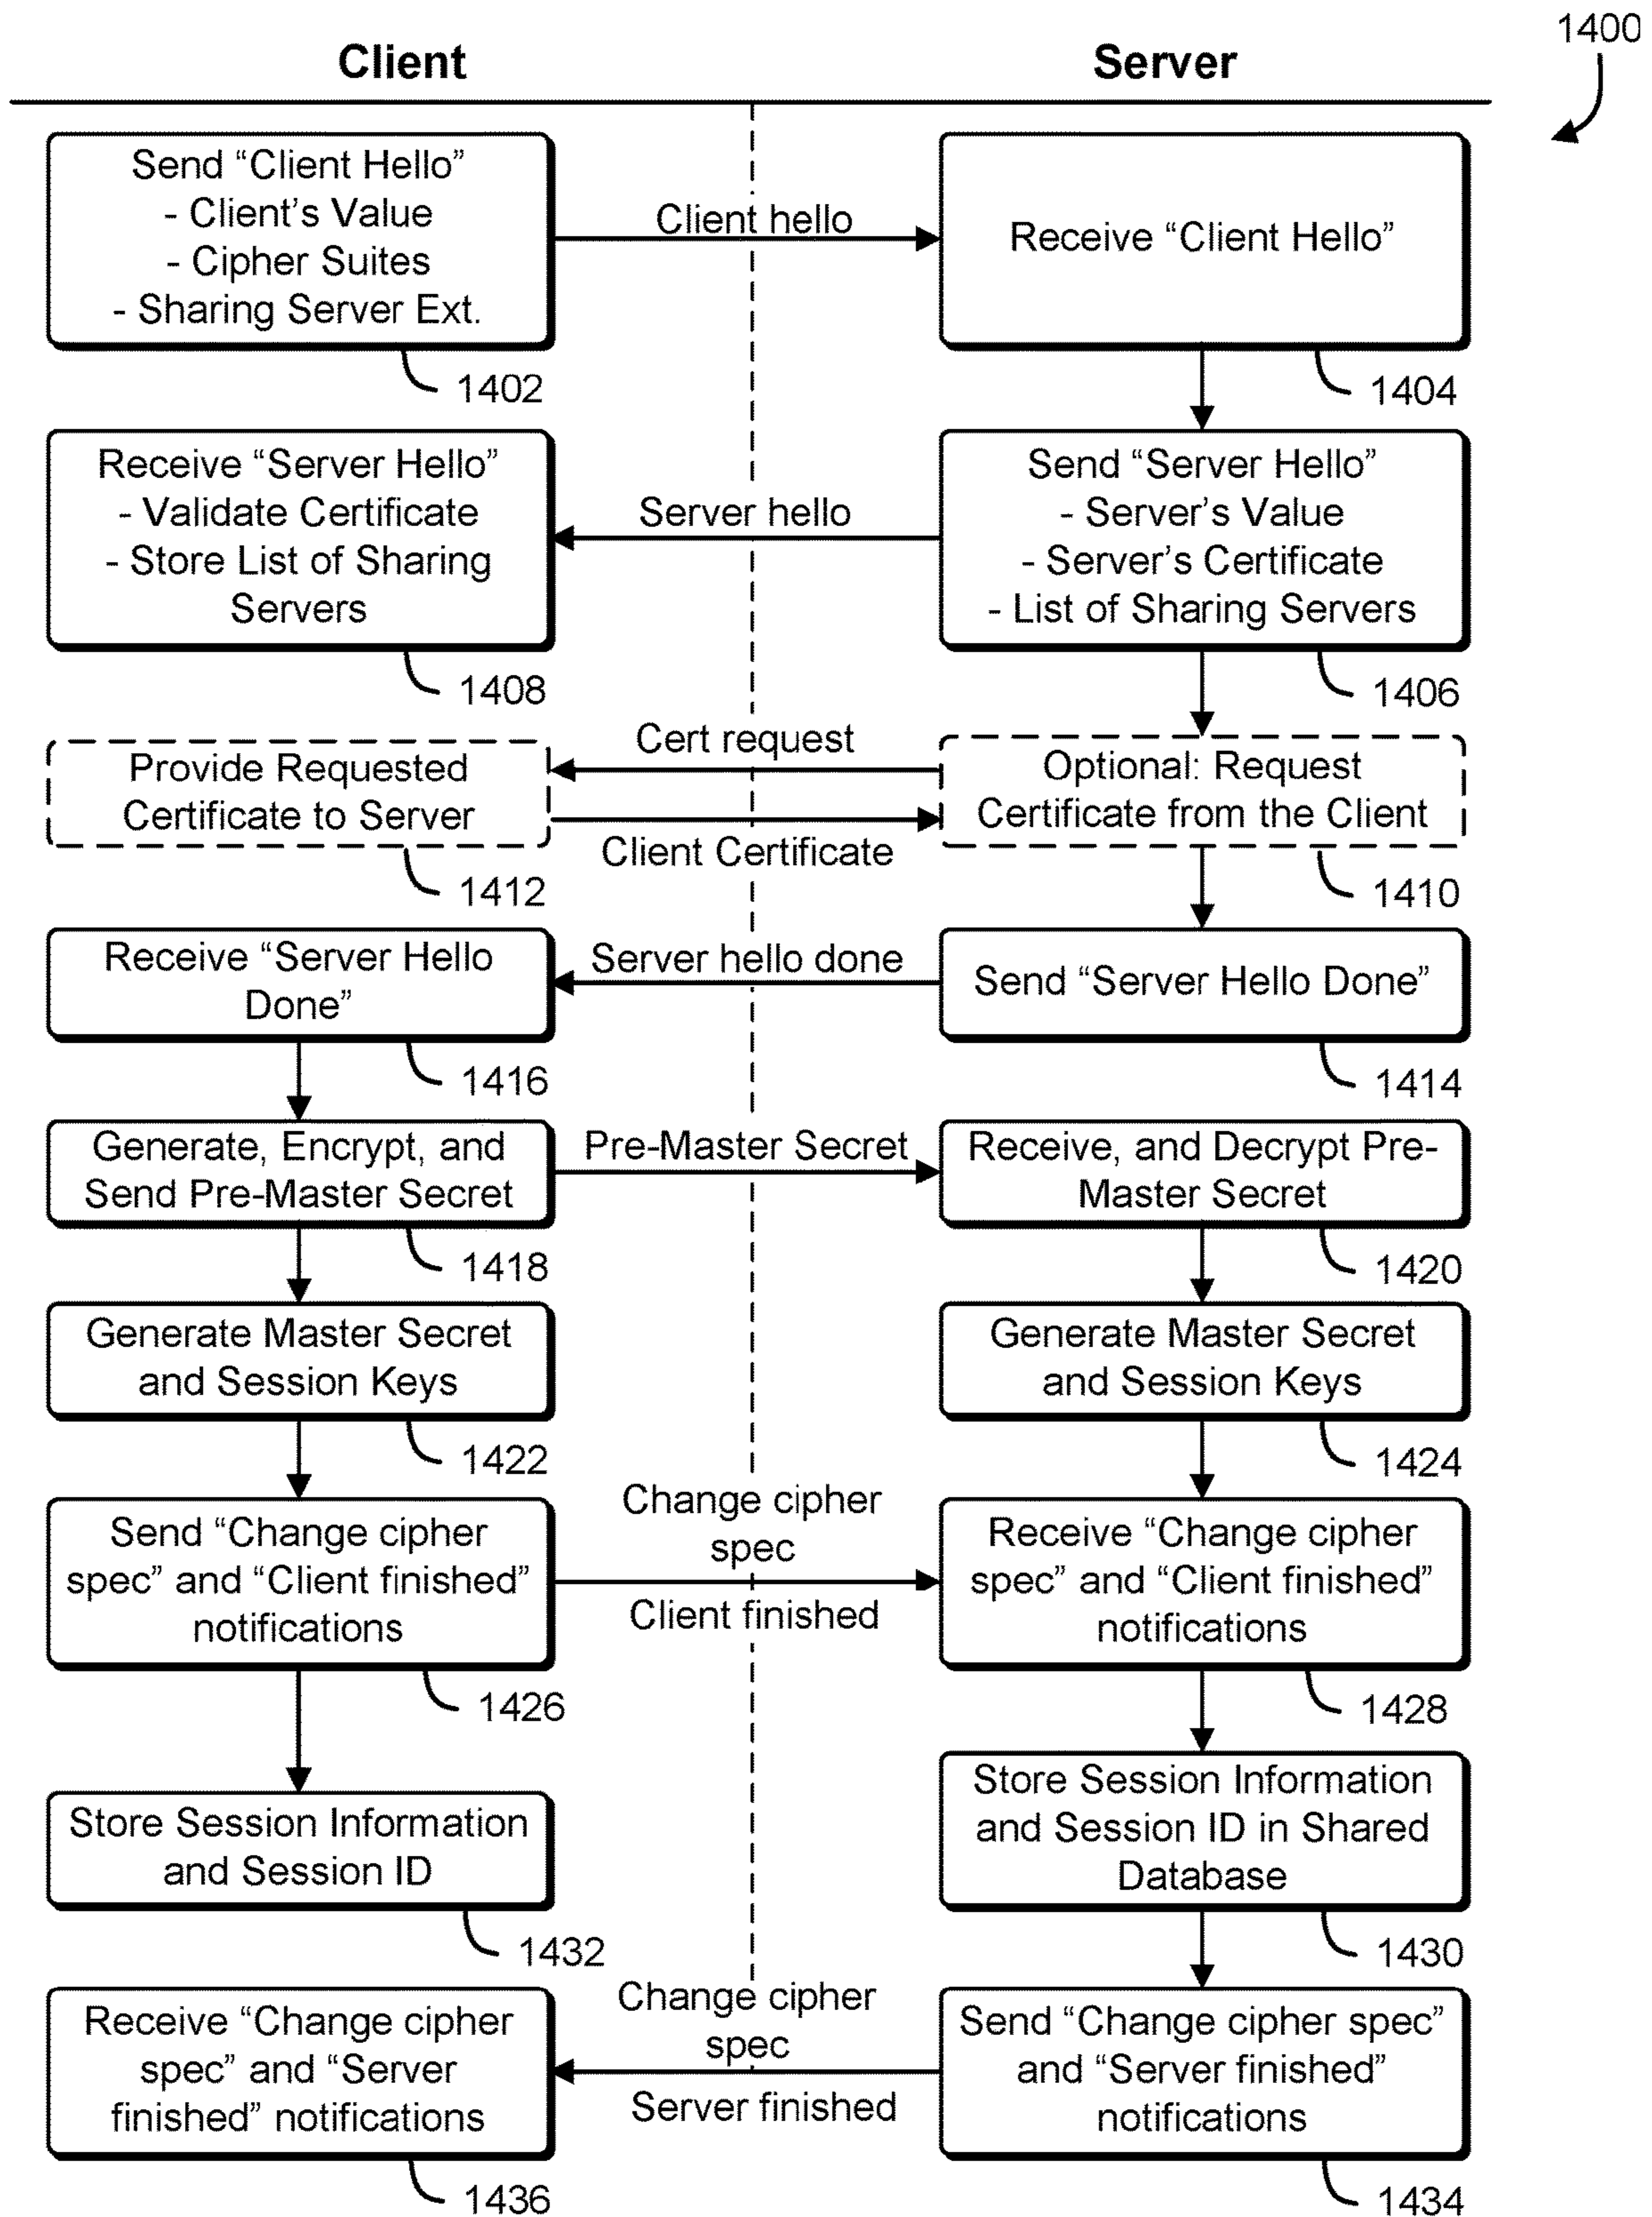 1400
Client
Server
Send “Client Hello”
- Client’s Value
- Cipher Suites
- Sharing Server Ext.
1402
Client hello
Receive “Client Hello”
1404
Receive “Server Hello”
- Validate Certificate
- Store List of Sharing
Servers
1408
Server hello
Send “Server Hello”
- Server’s Value
- Server’s Certificate
- List of Sharing Servers
1406
Provide Requested
Certificate to Server
1412
Cert request
Client Certificate
Optional: Request
Certificate from the Client
1410
Receive “Server Hello
Done”
1416
Server hello done
Send “Server Hello Done”
1414
Generate, Encrypt, and
Send Pre-Master Secret
1418
Pre-Master Secret
Receive, and Decrypt Pre-
Master Secret
1420
Generate Master Secret
and Session Keys
1422
Generate Master Secret
and Session Keys
1424
Send “Change cipher
spec” and “Client finished”
notifications
1426
Change cipher
spec
Client finished
Receive “Change cipher
spec” and “Client finished”
notifications
1428
Store Session Information
and Session ID
1432
Store Session Information
and Session ID in Shared
Database
1430
Receive “Change cipher
spec” and “Server
finished” notifications
1436
Change cipher
spec
Server finished
Send “Change cipher spec”
and “Server finished”
notifications
1434